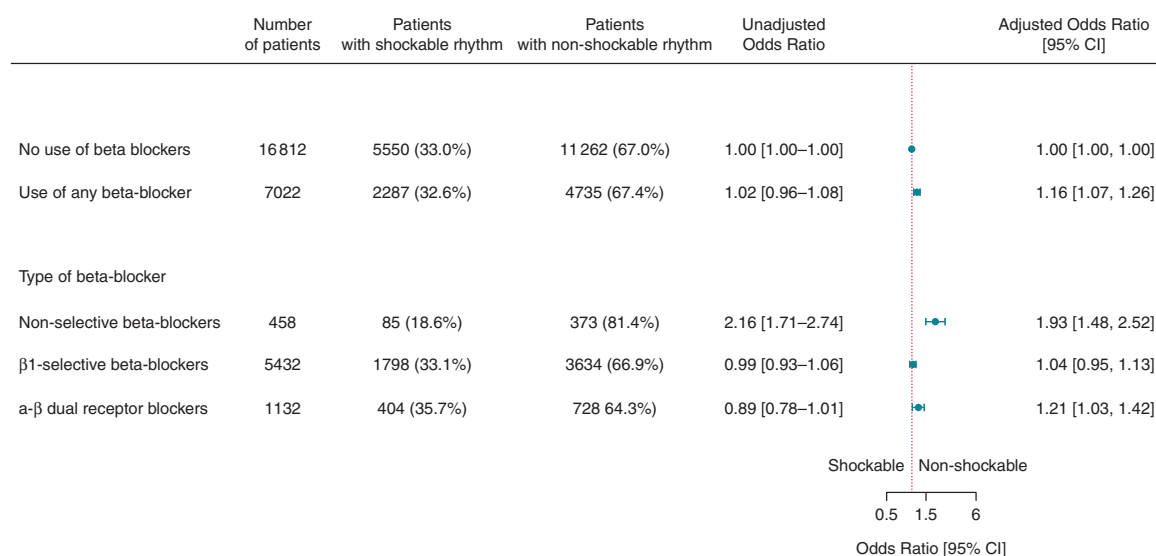 Number of patients Patients with shockable rhythm Patients with non-shockable rhythm Unadjusted Odds Ratio Adjusted Odds Ratio [95% CI]
No use of beta blockers 16 812 5550 (33.0%) 11 262 (67.0%) 1.00 [1.00–1.00] 1.00 [1.00, 1.00]
Use of any beta-blocker 7022 2287 (32.6%) 4735 (67.4%) 1.02 [0.96–1.08] 1.16 [1.07, 1.26]
Type of beta-blocker
Non-selective beta-blockers 458 85 (18.6%) 373 (81.4%) 2.16 [1.71–2.74] 1.93 [1.48, 2.52]
β1-selective beta-blockers 5432 1798 (33.1%) 3634 (66.9%) 0.99 [0.93–1.06] 1.04 [0.95, 1.13]
a-β dual receptor blockers 1132 404 (35.7%) 728 64.3%) 0.89 [0.78–1.01] 1.21 [1.03, 1.42]
Shockable Non-shockable
0.5 1.5 6
Odds Ratio [95% CI]